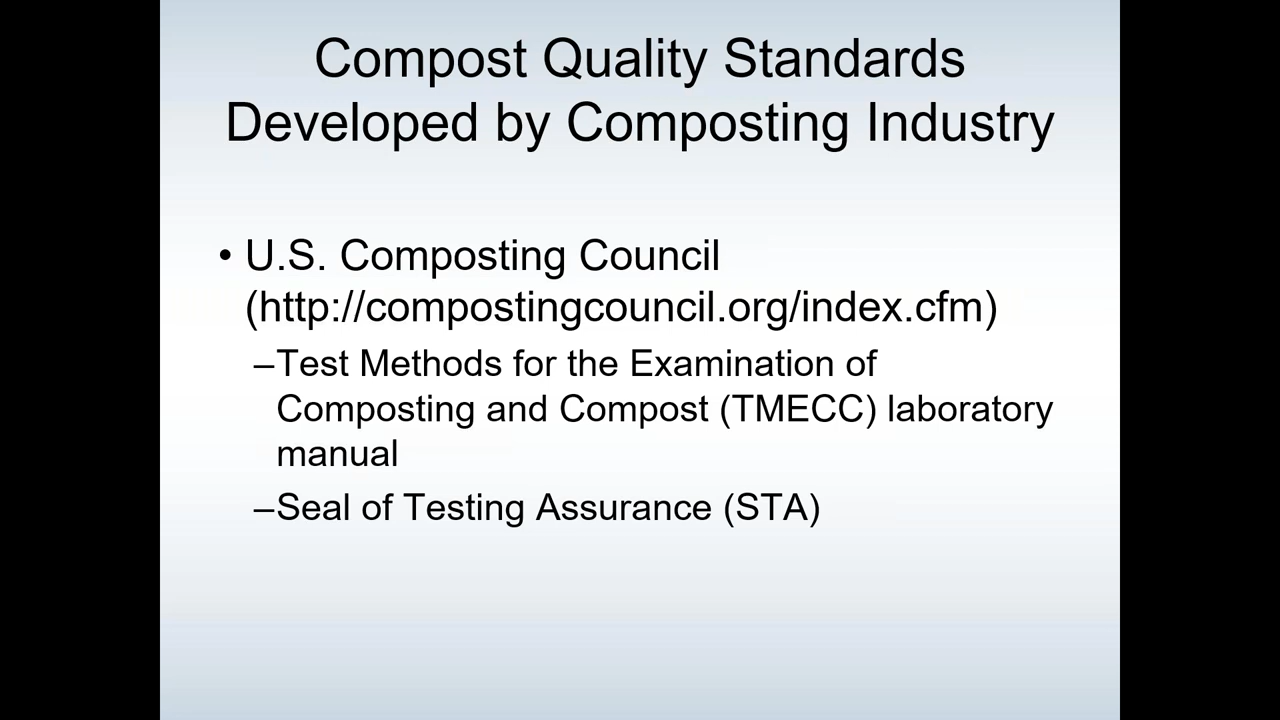 Compost Quality Standards
Developed by Composting Industry
• U.S. Composting Council
(http://compostingcouncil.org/index.cfm)
–Test Methods for the Examination of
Composting and Compost (TMECC) laboratory
manual
–Seal of Testing Assurance (STA)